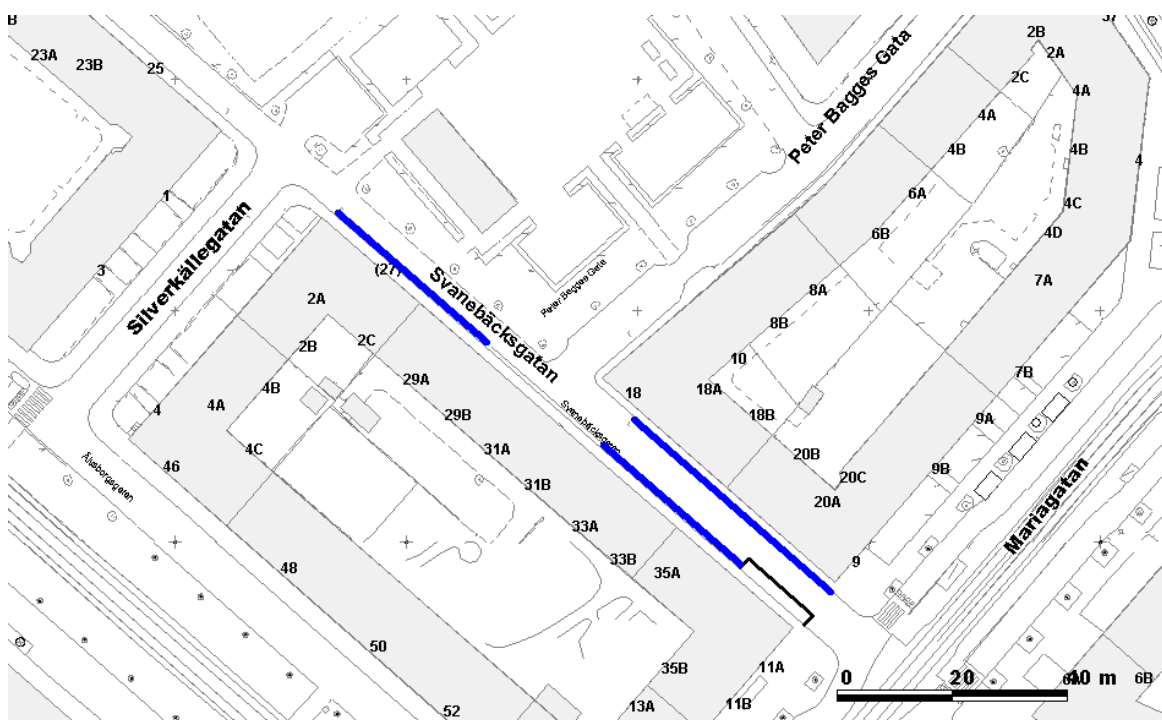 B
37
23A
23B
25
2B
2A
2C
4A
4A
4B
4B
4
Peter Bagges Gata
1
6A
4C
6B
4D
Silverkällegatan
3
(27)
Svanebäcksgatan
Peter Bagges Gata
7A
8A
2A
8B
2C
2B
10
7B
29A
4B
18
18A
4
4A
29B
18B
9A
Svanebäcksgatan
4C
31A
20B
46
9B
Älvsborgsgatan
31B
20C
20A
Mariagatan
33A
33B
9
48
35A
50
35B
11A
0
20
40 m
6A
6B
52
13A
11B